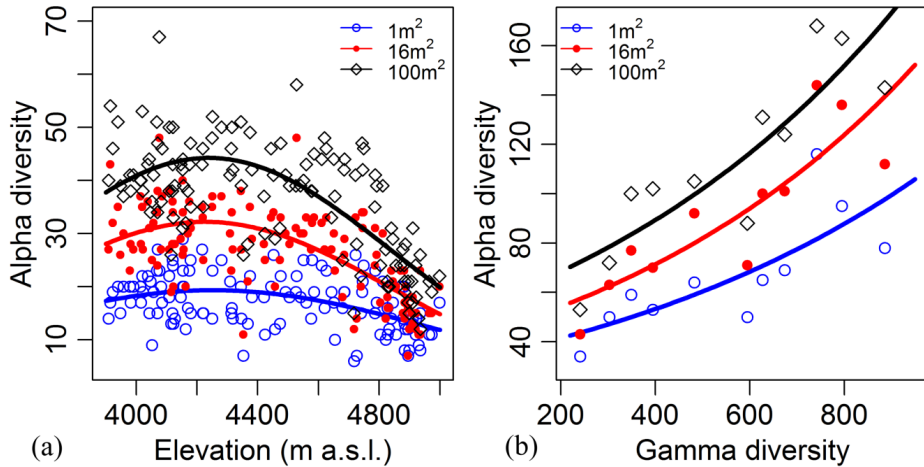 70
50
30
10
Alpha diversity
1m²
16m²
100m²
4000 4400 4800
(a) Elevation (m a.s.l.)
160
120
80
40
Alpha diversity
1m²
16m²
100m²
200 400 600 800
(b) Gamma diversity